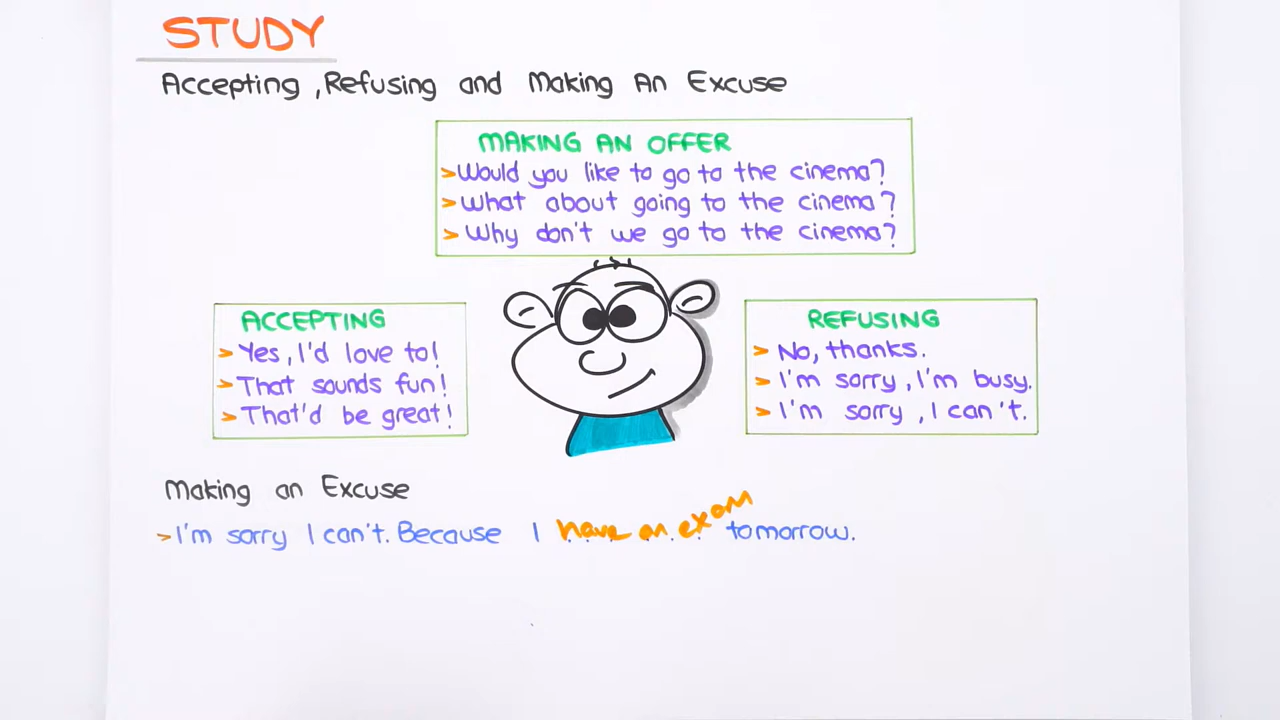 STUDY
Accepting, Refusing and Making An Excuse
MAKING AN OFFER
>Would you like to go to the cinema?
>What about going to the cinema?
>Why don't we go to the cinema?
ACCEPTING
>Yes, I'd love to!
>That sounds fun!
>That'd be great!
REFUSING
>No, thanks.
>I'm sorry, I'm busy.
>I'm sorry, I can't.
Making an Excuse
>I'm sorry I can't. Because I have an exam tomorrow.